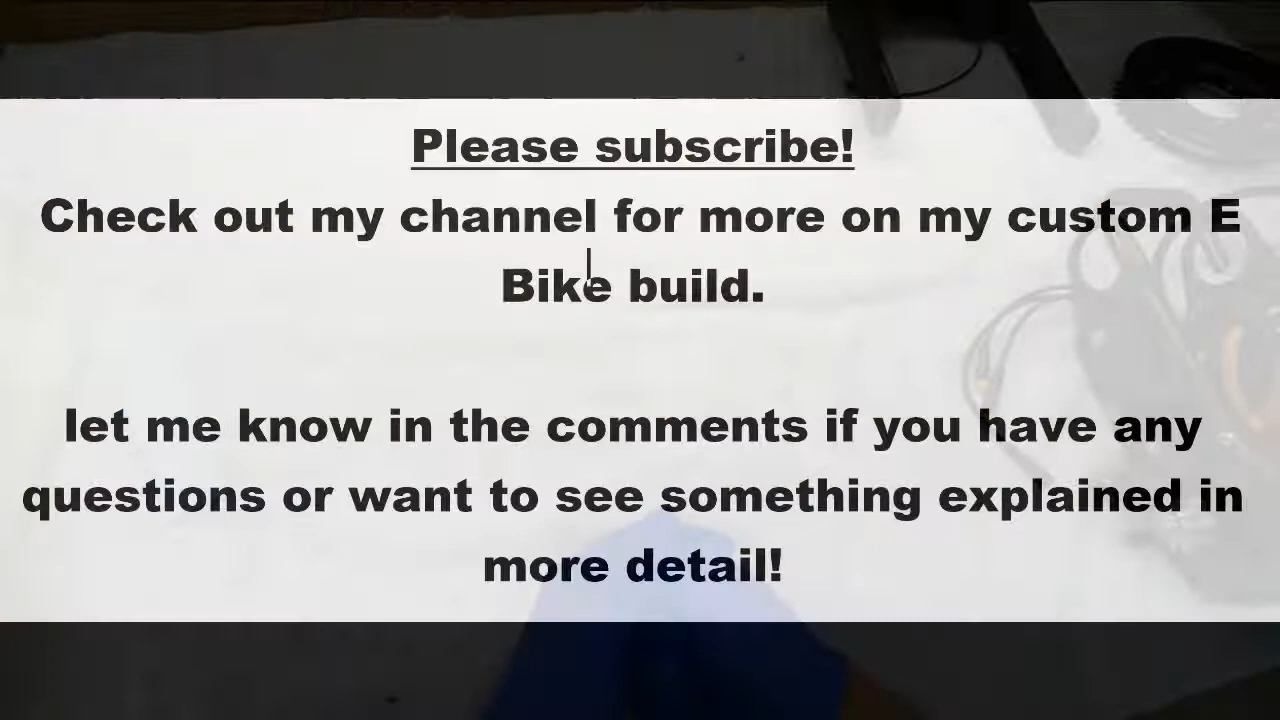 Please subscribe!
Check out my channel for more on my custom E
Bike build.
let me know in the comments if you have any
questions or want to see something explained in
more detail!